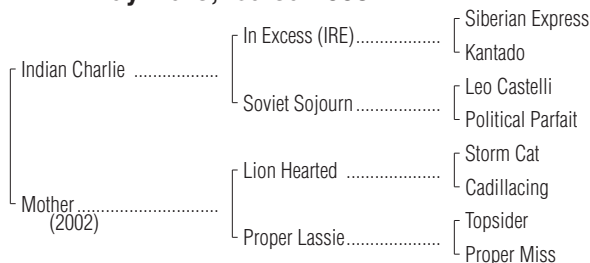 In Excess (IRE)
Siberian Express
Kantado
Indian Charlie
Soviet Sojourn
Leo Castelli
Political Parfait
Lion Hearted
Storm Cat
Cadillacing
Mother
(2002)
Proper Lassie
Topsider
Proper Miss